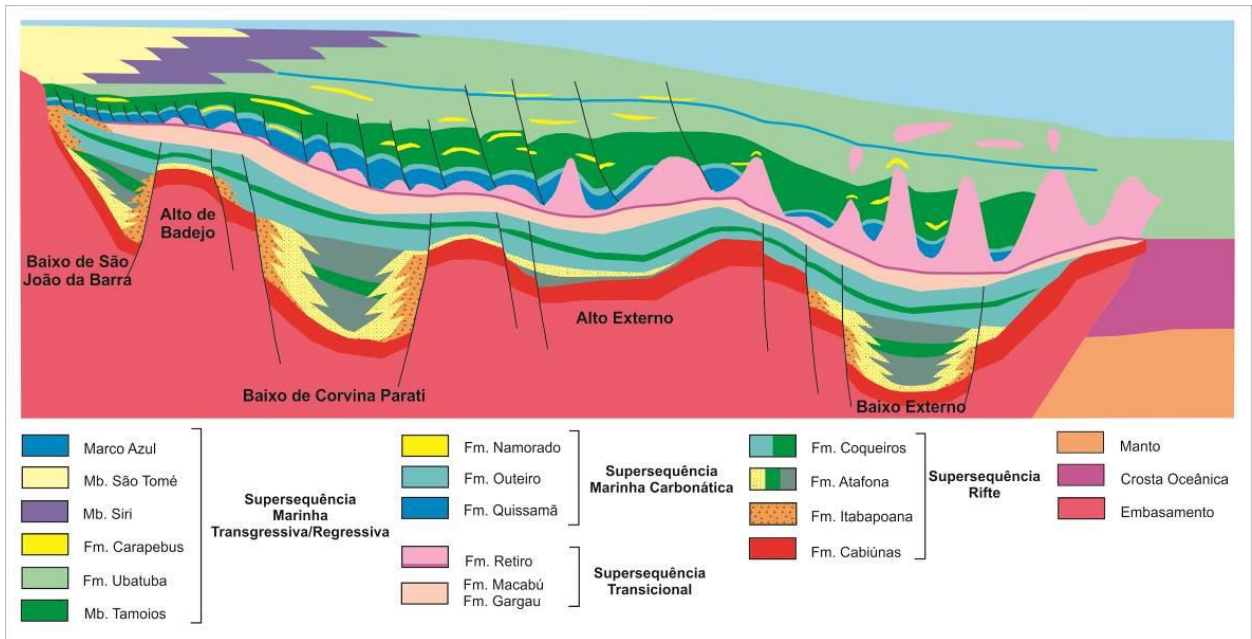 Baixo de São
João da Barra
Alto de
Badejo
Baixo de Corvina Parati
Alto Externo
Baixo Externo
Marco Azul
Mb. São Tomé
Mb. Siri
Fm. Carapebus
Fm. Ubatuba
Mb. Tamoios
Supersequência
Marinha
Transgressiva/Regressiva
Fm. Namorado
Fm. Outeiro
Fm. Quissamã
Supersequência
Marinha Carbonática
Fm. Retiro
Fm. Macabú
Fm. Gargau
Supersequência
Transicional
Fm. Coqueiros
Fm. Atafona
Fm. Itabapoana
Fm. Cabiúnas
Supersequência
Rifte
Manto
Crosta Oceânica
Embasamento